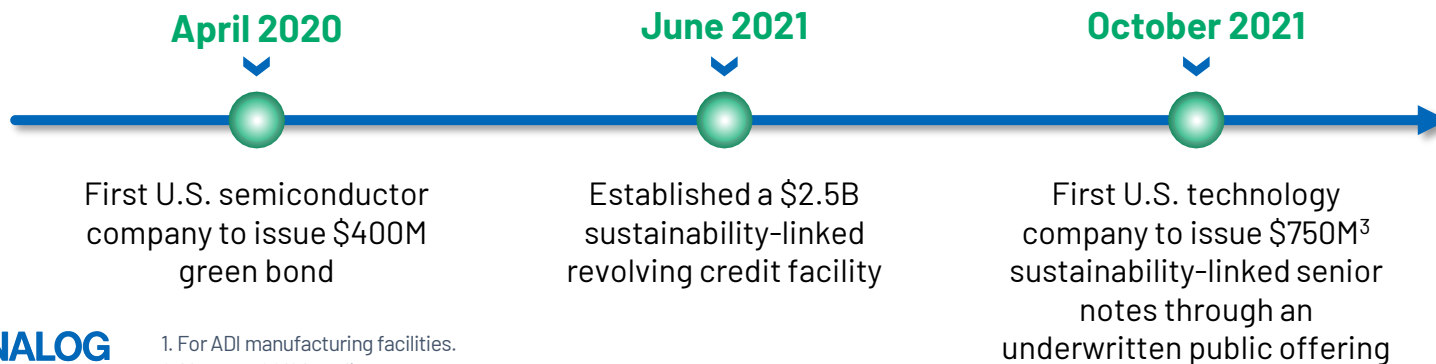 April 2020
June 2021
October 2021
First U.S. semiconductor
company to issue $400M
green bond
Established a $2.5B
sustainability-linked
revolving credit facility
First U.S. technology
company to issue $750M3
sustainability-linked senior
notes through an
underwritten public offering
NALOG
1. For ADI manufacturing facilities.